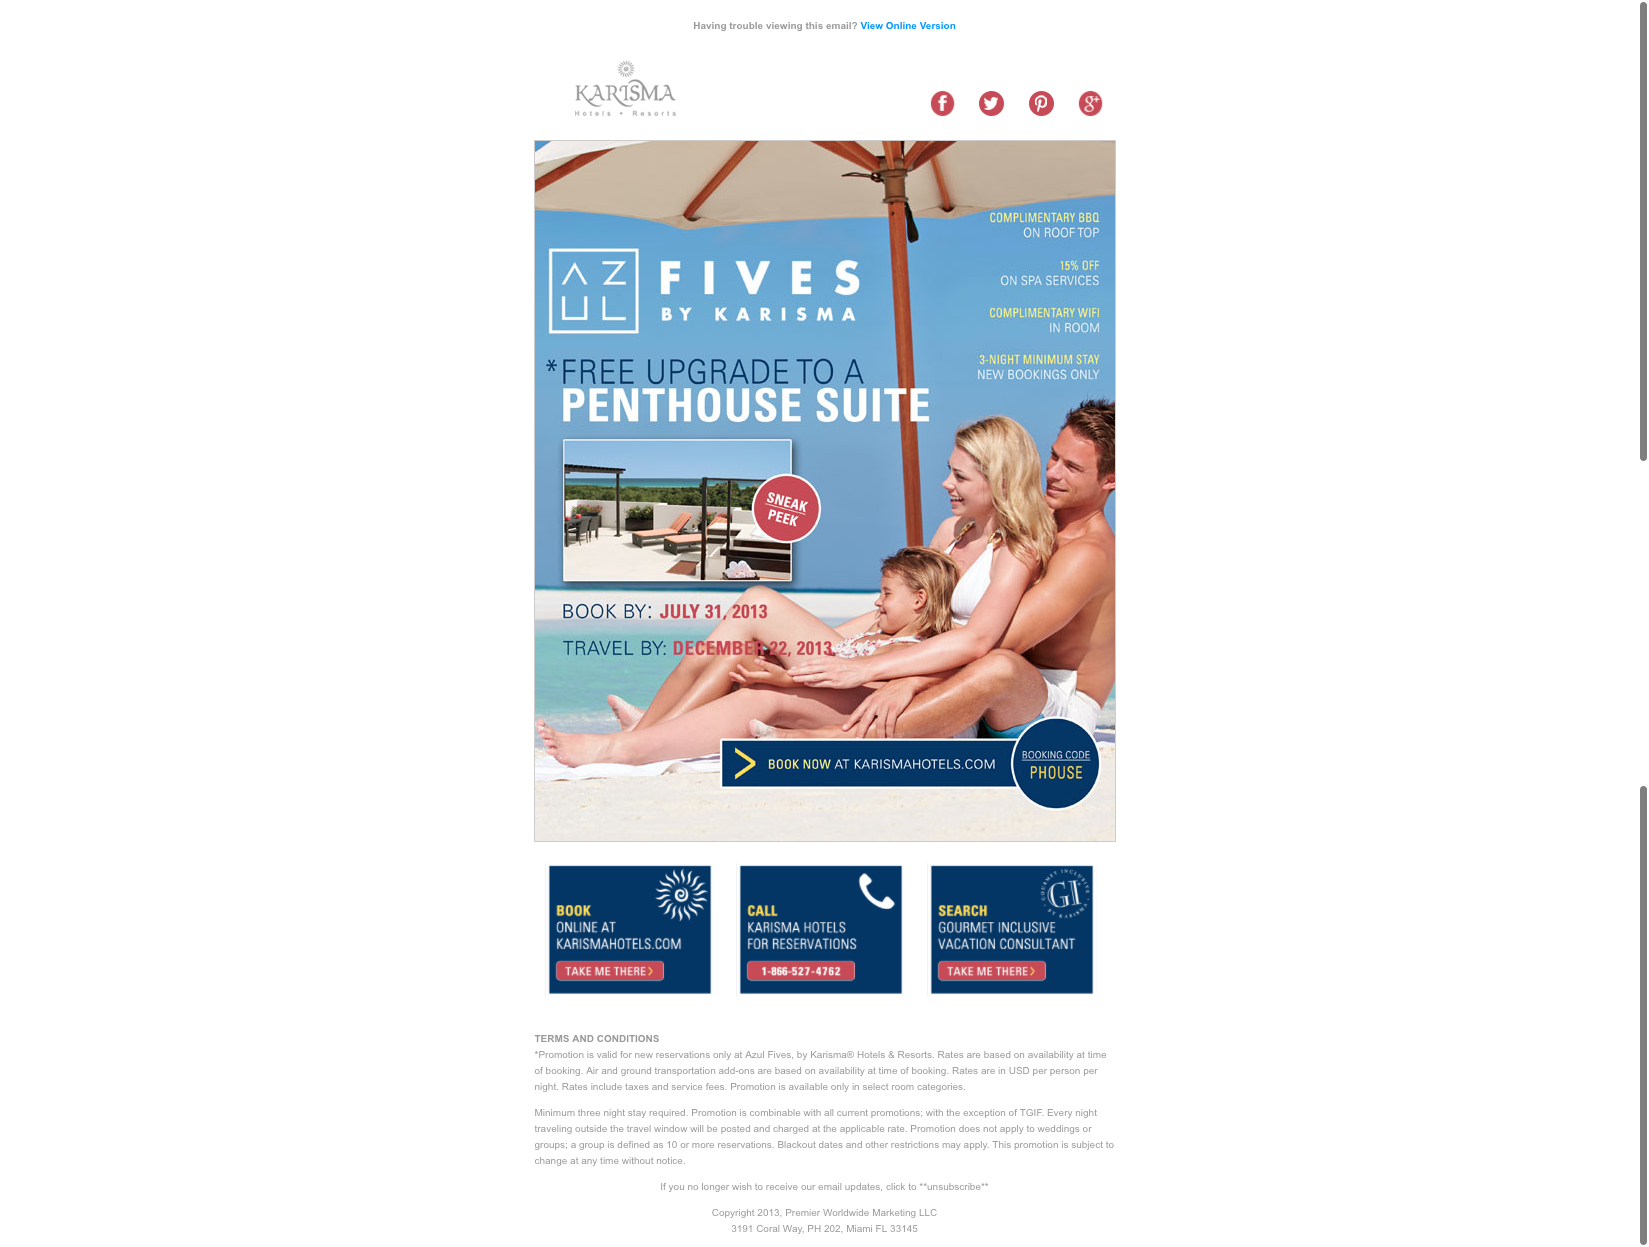 Having trouble viewing this email? View Online Version
KARISMA
Hotels • Resorts
COMPLIMENTARY BBQ
ON ROOF TOP
15% OFF
ON SPA SERVICES
COMPLIMENTARY WIFI
IN ROOM
3-NIGHT MINIMUM STAY
NEW BOOKINGS ONLY
AZUL
FIVES
BY KARISMA
*FREE UPGRADE TO A
PENTHOUSE SUITE
SNEAK
PEEK
BOOK BY: JULY 31, 2013
TRAVEL BY: DECEMBER 22, 2013
BOOK NOW AT KARISMAHOTELS.COM
BOOKING CODE
PHOUSE
BOOK
ONLINE AT
KARISMAHOTELS.COM
TAKE ME THERE>
CALL
KARISMA HOTELS
FOR RESERVATIONS
1-866-527-4762
GOURMET INCLUSIVE
GI
BY KARISMA
SEARCH
GOURMET INCLUSIVE
VACATION CONSULTANT
TAKE ME THERE>
TERMS AND CONDITIONS
*Promotion is valid for new reservations only at Azul Fives, by Karisma® Hotels & Resorts. Rates are based on availability at time
of booking. Air and ground transportation add-ons are based on availability at time of booking. Rates are in USD per person per
night. Rates include taxes and service fees. Promotion is available only in select room categories.
Minimum three night stay required. Promotion is combinable with all current promotions; with the exception of TGIF. Every night
traveling outside the travel window will be posted and charged at the applicable rate. Promotion does not apply to weddings or
groups; a group is defined as 10 or more reservations. Blackout dates and other restrictions may apply. This promotion is subject to
change at any time without notice.
If you no longer wish to receive our email updates, click to **unsubscribe**
Copyright 2013, Premier Worldwide Marketing LLC
3191 Coral Way, PH 202, Miami FL 33145